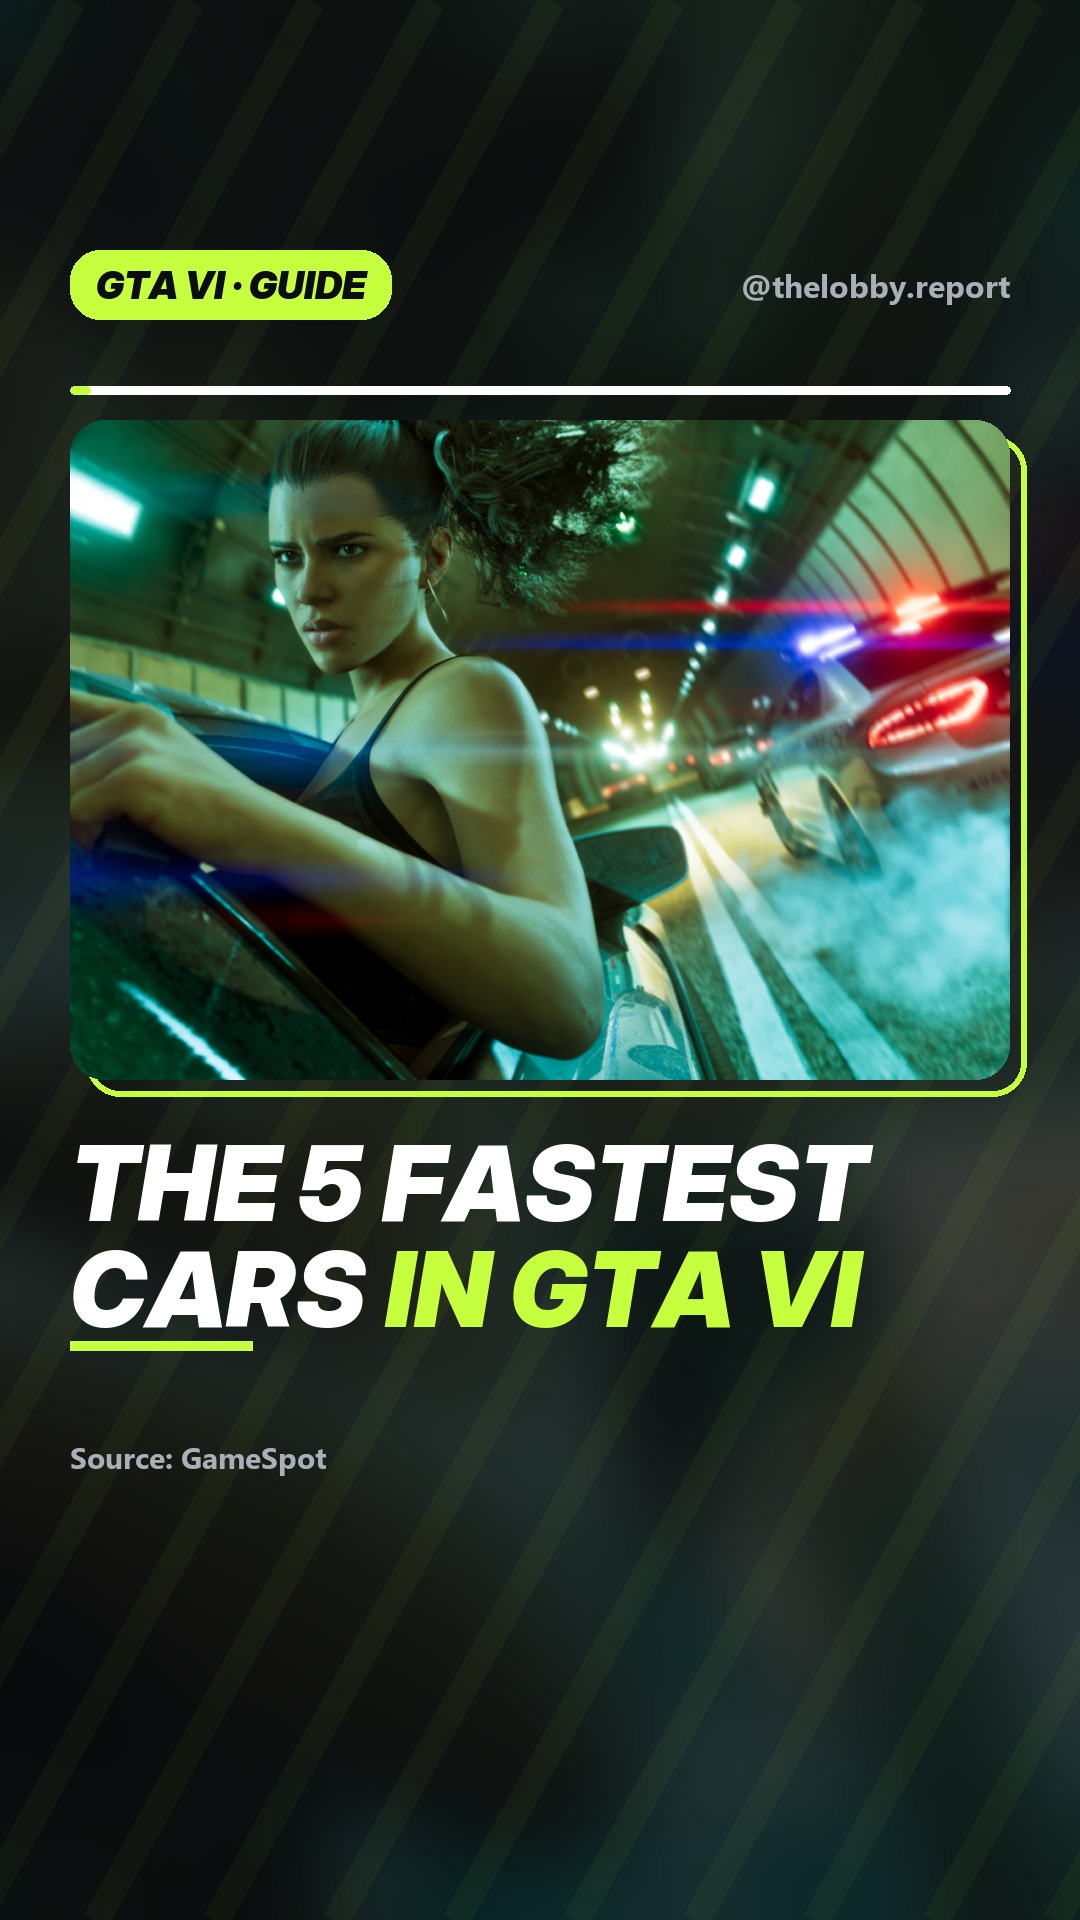 GTA VI · GUIDE
@thelobby.report
THE 5 FASTEST
CARS IN GTA VI
Source: GameSpot